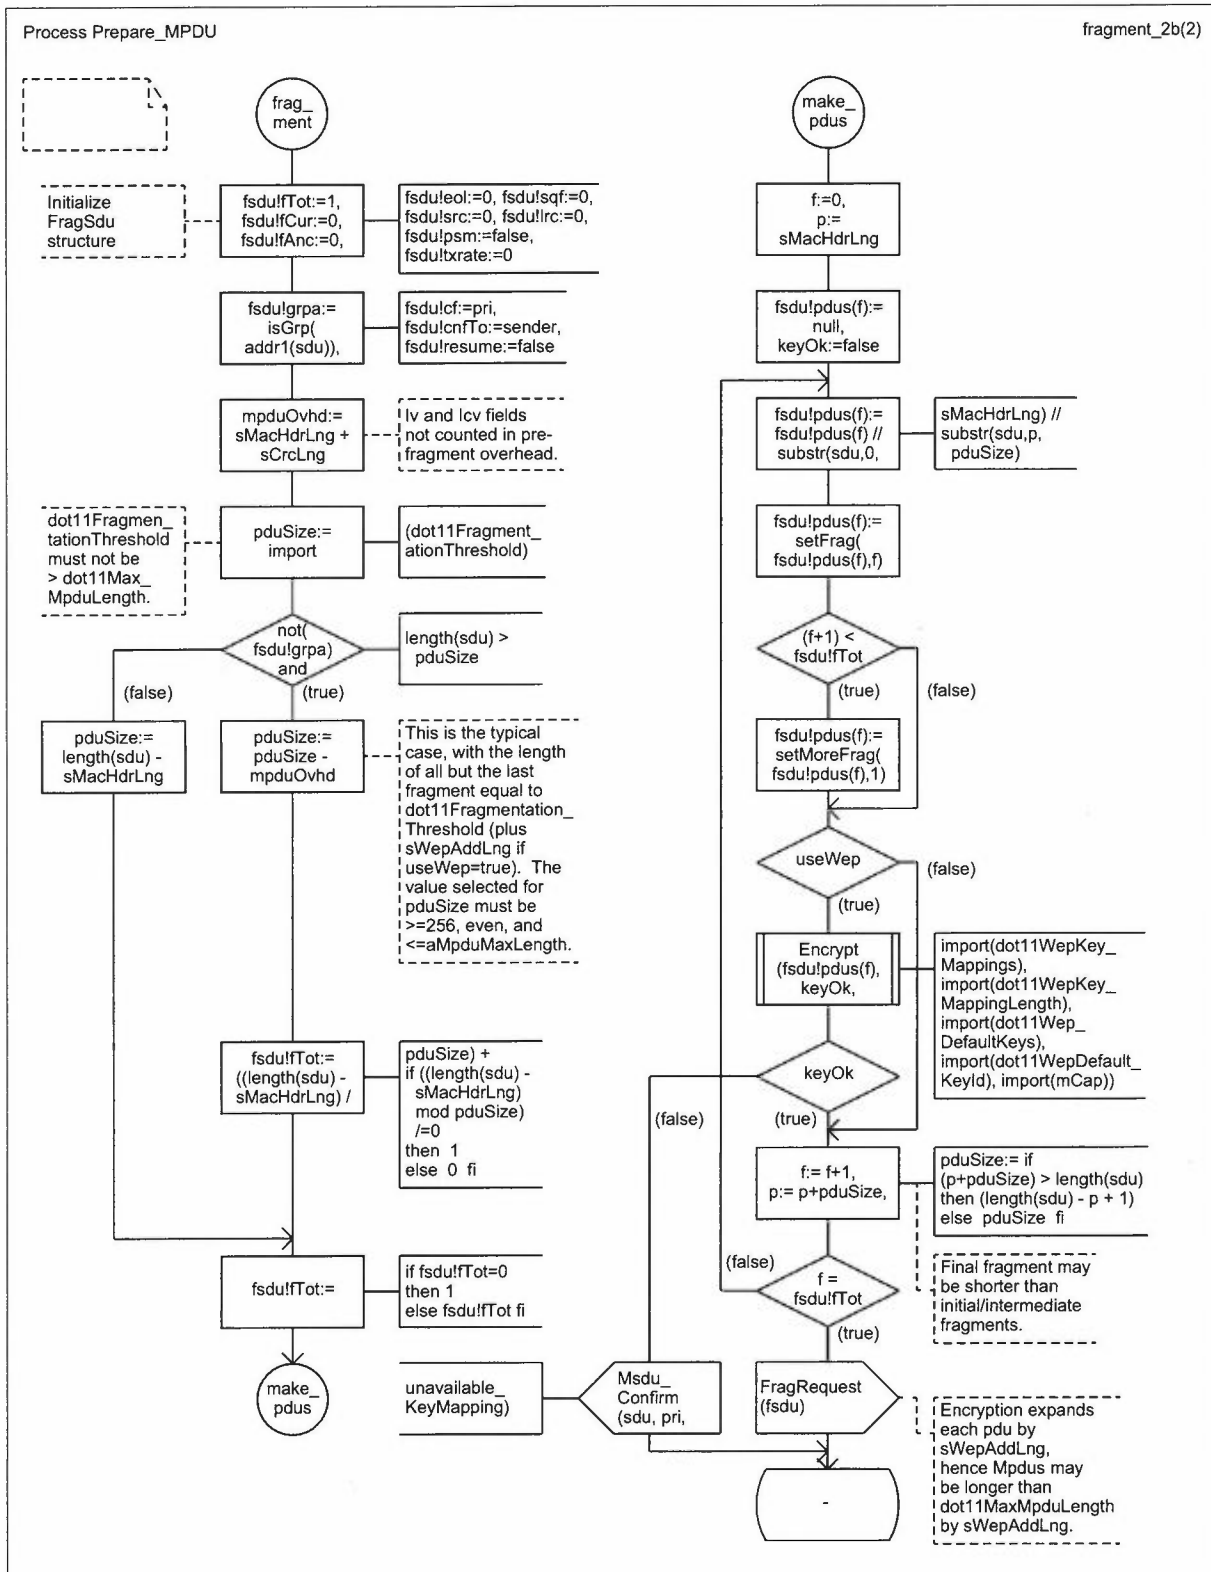 Process Prepare_MPDU
fragment_2b(2)
frag_
ment
Initialize
FragSdu
structure
fsdu!fTot:=1,
fsdu!fCur:=0,
fsdu!fAnc:=0,
fsdu!eol:=0, fsdu!sqf:=0,
fsdu!src:=0, fsdu!lrc:=0,
fsdu!psm:=false,
fsdu!txrate:=0
fsdu!grpa:=
isGrp(
addr1(sdu)),
fsdu!cf:=pri,
fsdu!cnfTo:=sender,
fsdu!resume:=false
mpduOvhd:=
sMacHdrLng +
sCrcLng
Iv and Icv fields
not counted in pre-
fragment overhead.
dot11Fragmen_
tationThreshold
must not be
> dot11Max_
MpduLength.
pduSize:=
import
(dot11Fragment_
ationThreshold)
not(
fsdu!grpa)
and
length(sdu) >
pduSize
(false)
(true)
pduSize:=
length(sdu) -
sMacHdrLng
pduSize:=
pduSize -
mpduOvhd
This is the typical
case, with the length
of all but the last
fragment equal to
dot11Fragmentation_
Threshold (plus
sWepAddLng if
useWep=true). The
value selected for
pduSize must be
>=256, even, and
<=aMpduMaxLength.
fsdu!fTot:=
((length(sdu) -
sMacHdrLng) /
pduSize) +
if ((length(sdu) -
sMacHdrLng)
mod pduSize)
/=0
then 1
else 0 fi
fsdu!fTot:=
if fsdu!fTot=0
then 1
else fsdu!fTot fi
make_
pdus
make_
pdus
f:=0,
p:=
sMacHdrLng
fsdu!pdus(f):=
null,
keyOk:=false
fsdu!pdus(f):=
fsdu!pdus(f) //
substr(sdu,0,
sMacHdrLng) //
substr(sdu,p,
pduSize)
fsdu!pdus(f):=
setFrag(
fsdu!pdus(f),f)
(f+1) <
fsdu!fTot
(true)
(false)
fsdu!pdus(f):=
setMoreFrag(
fsdu!pdus(f),1)
useWep
(false)
(true)
Encrypt
(fsdu!pdus(f),
keyOk,
import(dot11WepKey_
Mappings),
import(dot11WepKey_
MappingLength),
import(dot11Wep_
DefaultKeys),
import(dot11WepDefault_
KeyId), import(mCap))
keyOk
(false)
(true)
f:= f+1,
p:= p+pduSize,
pduSize:= if
(p+pduSize) > length(sdu)
then (length(sdu) - p + 1)
else pduSize fi
(false)
f =
fsdu!fTot
(true)
Final fragment may
be shorter than
initial/intermediate
fragments.
unavailable_
KeyMapping)
Msdu_
Confirm
(sdu, pri,
FragRequest
(fsdu)
Encryption expands
each pdu by
sWepAddLng,
hence Mpdus may
be longer than
dot11MaxMpduLength
by sWepAddLng.
-